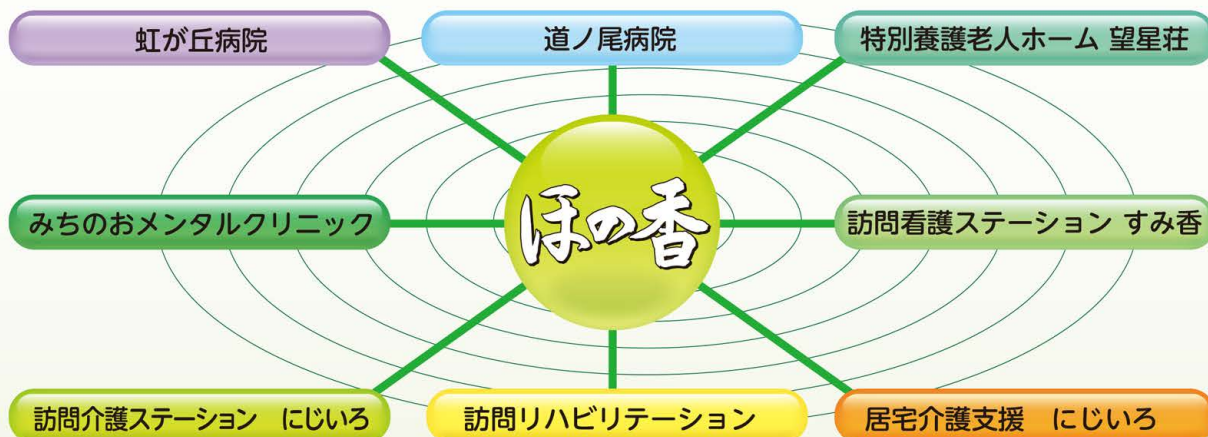 虹が丘病院
道ノ尾病院
特別養護老人ホーム 望星荘
みちのおメンタルクリニック
ほの香
訪問看護ステーション すみ香
訪問介護ステーション　にじいろ
訪問リハビリテーション
居宅介護支援　にじいろ